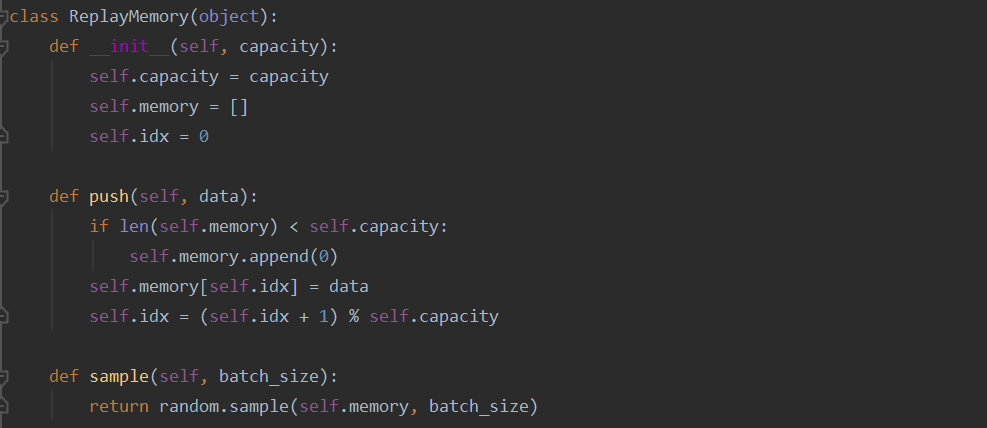 class ReplayMemory(object):
    def __init__(self, capacity):
        self.capacity = capacity
        self.memory = []
        self.idx = 0

    def push(self, data):
        if len(self.memory) < self.capacity:
            self.memory.append(0)
        self.memory[self.idx] = data
        self.idx = (self.idx + 1) % self.capacity

    def sample(self, batch_size):
        return random.sample(self.memory, batch_size)